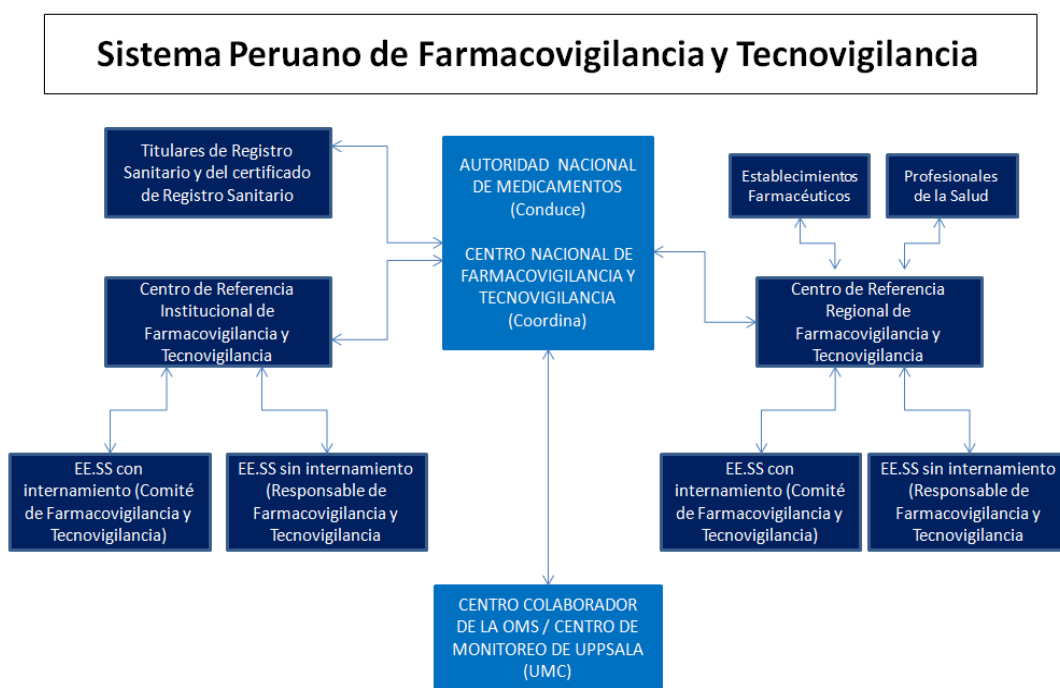 Sistema Peruano de Farmacovigilancia y Tecnovigilancia
Titulares de Registro
Sanitario y del certificado
de Registro Sanitario
AUTORIDAD NACIONAL
DE MEDICAMENTOS
(Conduce)
CENTRO NACIONAL DE
FARMACOVIGILANCIA Y
TECNOVIGILANCIA
(Coordina)
Establecimientos
Farmacéuticos
Profesionales
de la Salud
Centro de Referencia
Institucional de
Farmacovigilancia y
Tecnovigilancia
Centro de Referencia
Regional de
Farmacovigilancia y
Tecnovigilancia
EE.SS con
internamiento (Comité
de Farmacovigilancia y
Tecnovigilancia)
EE.SS sin internamiento
(Responsable de
Farmacovigilancia y
Tecnovigilancia
EE.SS con
internamiento (Comité
de Farmacovigilancia y
Tecnovigilancia)
EE.SS sin internamiento
(Responsable de
Farmacovigilancia y
Tecnovigilancia
CENTRO COLABORADOR
DE LA OMS / CENTRO DE
MONITOREO DE UPPSALA
(UMC)